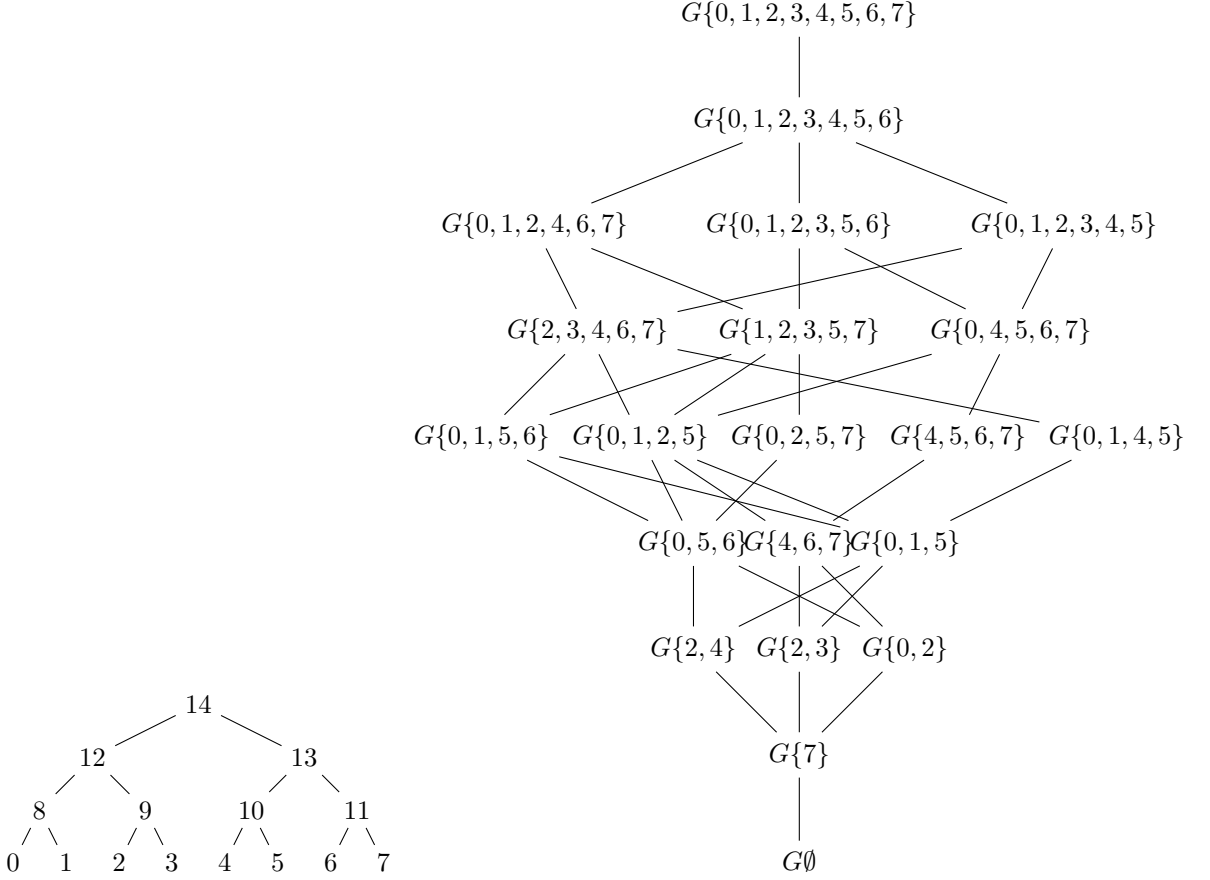 G{0, 1, 2, 3, 4, 5, 6, 7}
G{0, 1, 2, 3, 4, 5, 6}
G{0, 1, 2, 4, 6, 7} G{0, 1, 2, 3, 5, 6} G{0, 1, 2, 3, 4, 5}
G{2, 3, 4, 6, 7} G{1, 2, 3, 5, 7} G{0, 4, 5, 6, 7}
G{0, 1, 5, 6} G{0, 1, 2, 5} G{0, 2, 5, 7} G{4, 5, 6, 7} G{0, 1, 4, 5}
G{0, 5, 6} G{4, 6, 7} G{0, 1, 5}
G{2, 4} G{2, 3} G{0, 2}
G{7}
G∅
14
12 13
8 9 10 11
0 1 2 3 4 5 6 7